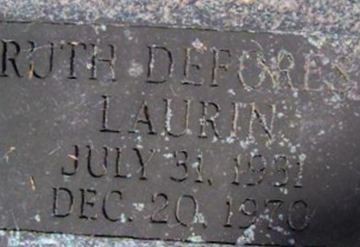 RUTH DEFORES
LAURIN
JULY 31, 1931
DEC. 20, 1970